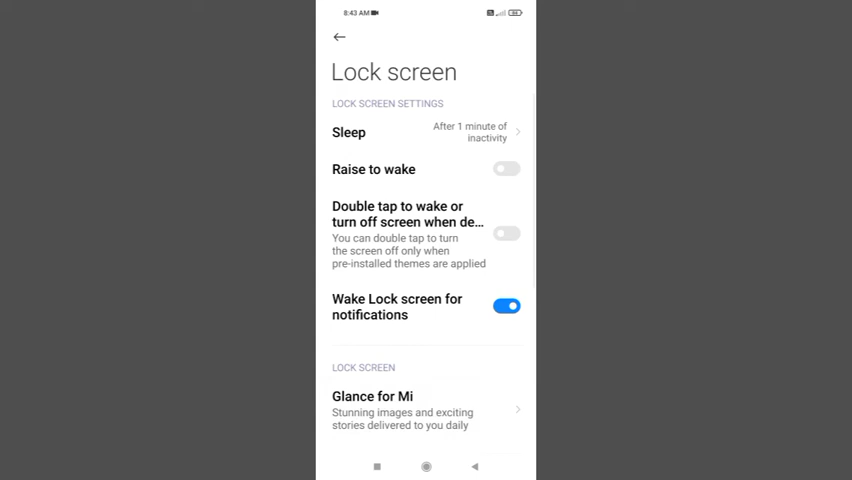 8:43 AM
Lock screen
LOCK SCREEN SETTINGS
Sleep
After 1 minute of
inactivity
Raise to wake
Double tap to wake or
turn off screen when de...
You can double tap to turn
the screen off only when
pre-installed themes are applied
Wake Lock screen for
notifications
LOCK SCREEN
Glance for Mi
Stunning images and exciting
stories delivered to you daily